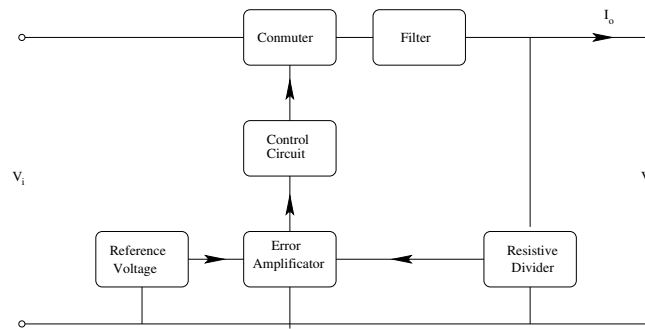 I_o
Conmuter
Filter
Control
Circuit
V_i
V
Reference
Voltage
Error
Amplificator
Resistive
Divider